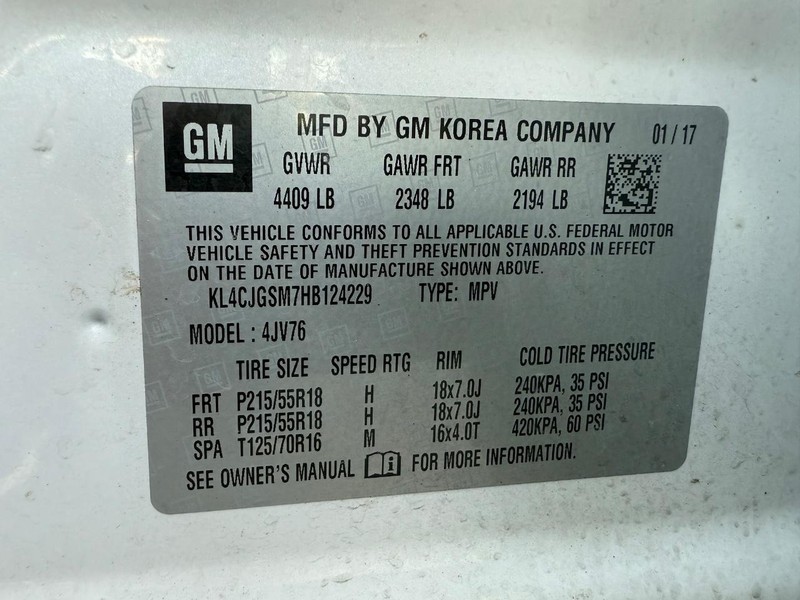 GM MFD BY GM KOREA COMPANY 01/17
GVWR GAWR FRT GAWR RR
4409 LB 2348 LB 2194 LB
THIS VEHICLE CONFORMS TO ALL APPLICABLE U.S. FEDERAL MOTOR
VEHICLE SAFETY AND THEFT PREVENTION STANDARDS IN EFFECT
ON THE DATE OF MANUFACTURE SHOWN ABOVE.
KL4CJGSM7HB124229 TYPE: MPV
MODEL: 4JV76
TIRE SIZE SPEED RTG RIM COLD TIRE PRESSURE
FRT P215/55R18 H 18x7.0J 240KPA, 35 PSI
RR P215/55R18 H 18x7.0J 240KPA, 35 PSI
SPA T125/70R16 M 16x4.0T 420KPA, 60 PSI
SEE OWNER'S MANUAL FOR MORE INFORMATION.